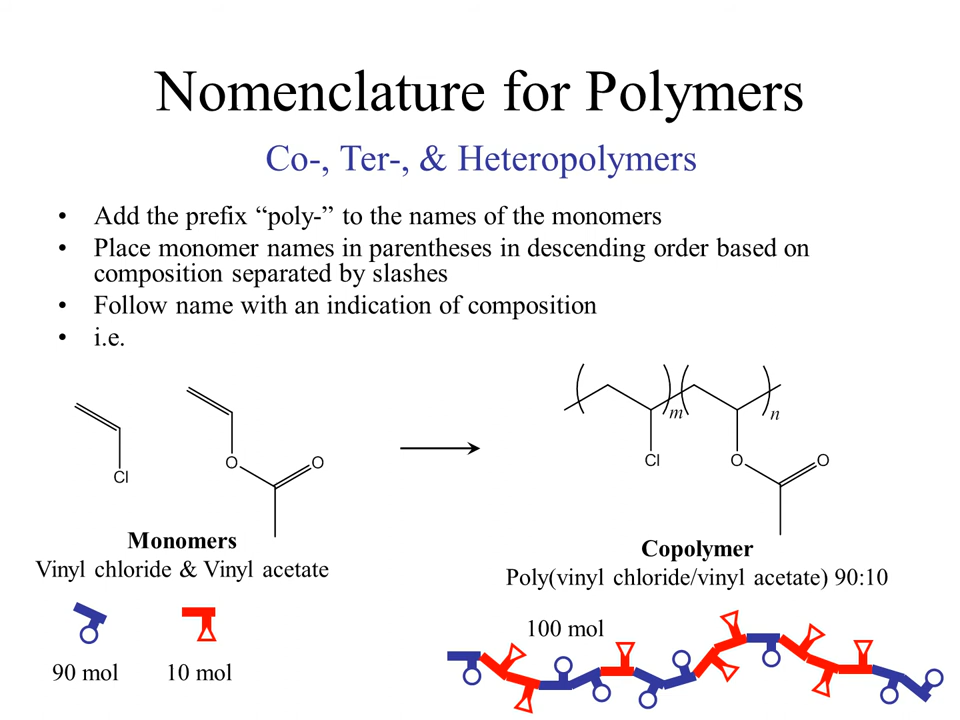 Nomenclature for Polymers
Co-, Ter-, & Heteropolymers
• Add the prefix “poly-” to the names of the monomers
• Place monomer names in parentheses in descending order based on
composition separated by slashes
• Follow name with an indication of composition
• i.e.
Cl
O O
Monomers
Vinyl chloride & Vinyl acetate
90 mol 10 mol
m n
Cl O O
Copolymer
Poly(vinyl chloride/vinyl acetate) 90:10
100 mol